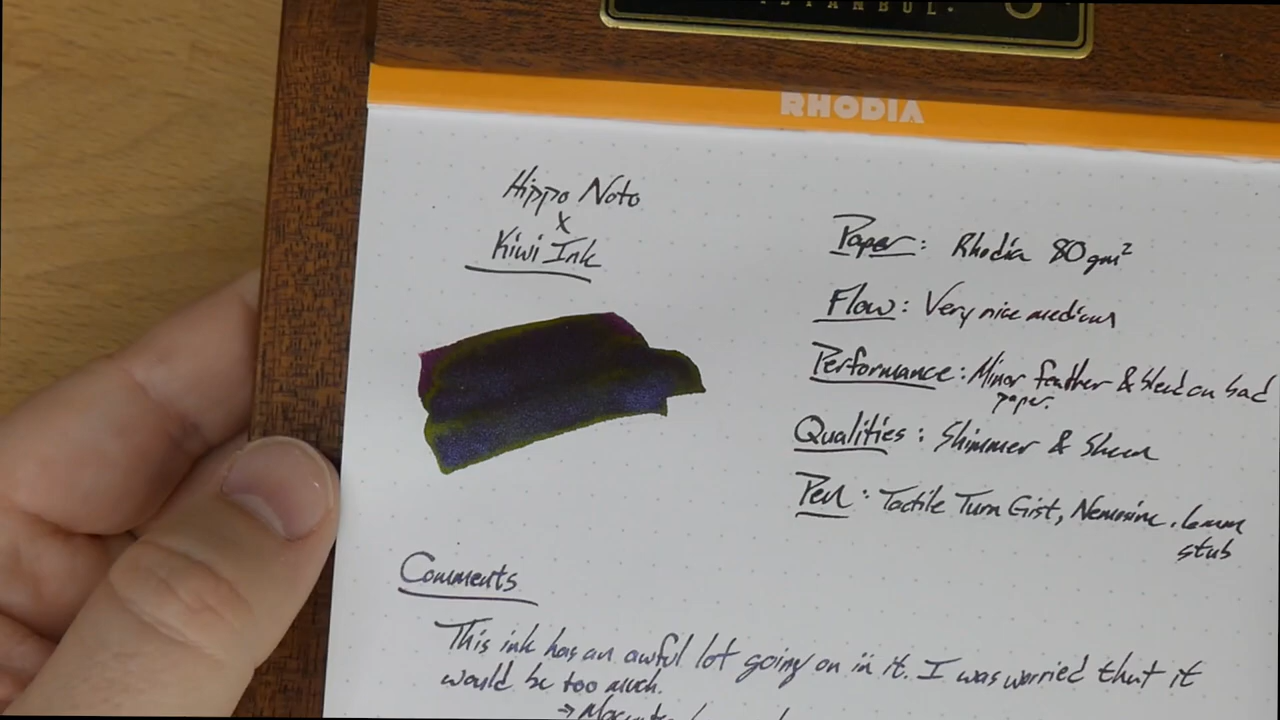 ISTANBUL.
RHODIA
Hippo Noto
x
Kiwi Ink
Paper: Rhodia 80gm²
Flow: Very nice medium
Performance: Minor feather & bleed on bad
paper.
Qualities: Shimmer & Sheen
Pen: Tactile Turn Gist, Nemosine .6mm
stub
Comments
This ink has an awful lot going on in it. I was worried that it
would be too much.